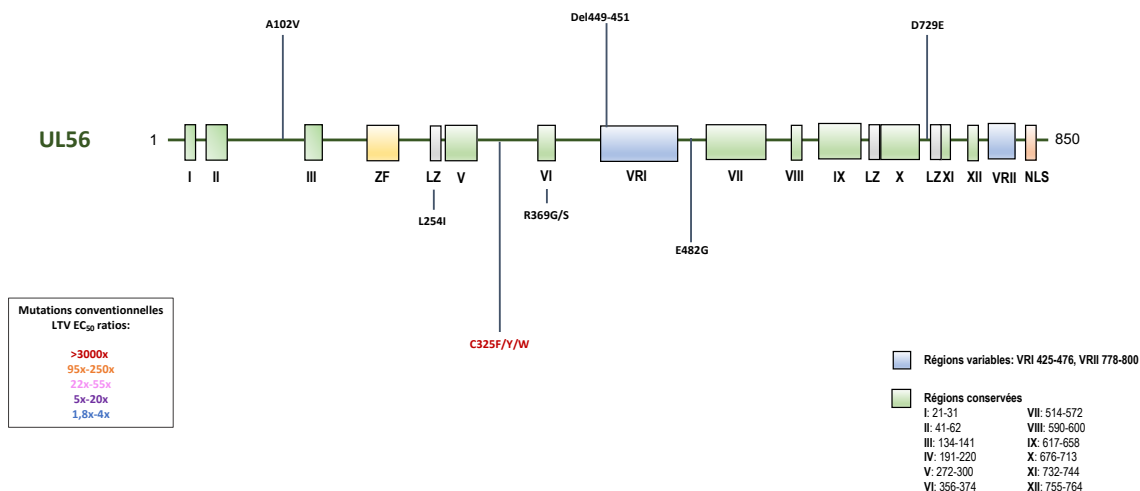 A102V
Del449-451
D729E
UL56
1
850
I
II
III
ZF
LZ
V
VI
VRI
VII
VIII
IX
LZ
X
LZ
XI
XII
VRII
NLS
L254I
R369G/S
E482G
C325F/Y/W
Mutations conventionnelles
LTV EC₅₀ ratios:
>3000x
95x-250x
22x-55x
5x-20x
1,8x-4x
Régions variables: VRI 425-476, VRII 778-800
Régions conservées
I: 21-31
II: 41-62
III: 134-141
IV: 191-220
V: 272-300
VI: 356-374
VII: 514-572
VIII: 590-600
IX: 617-658
X: 676-713
XI: 732-744
XII: 755-764